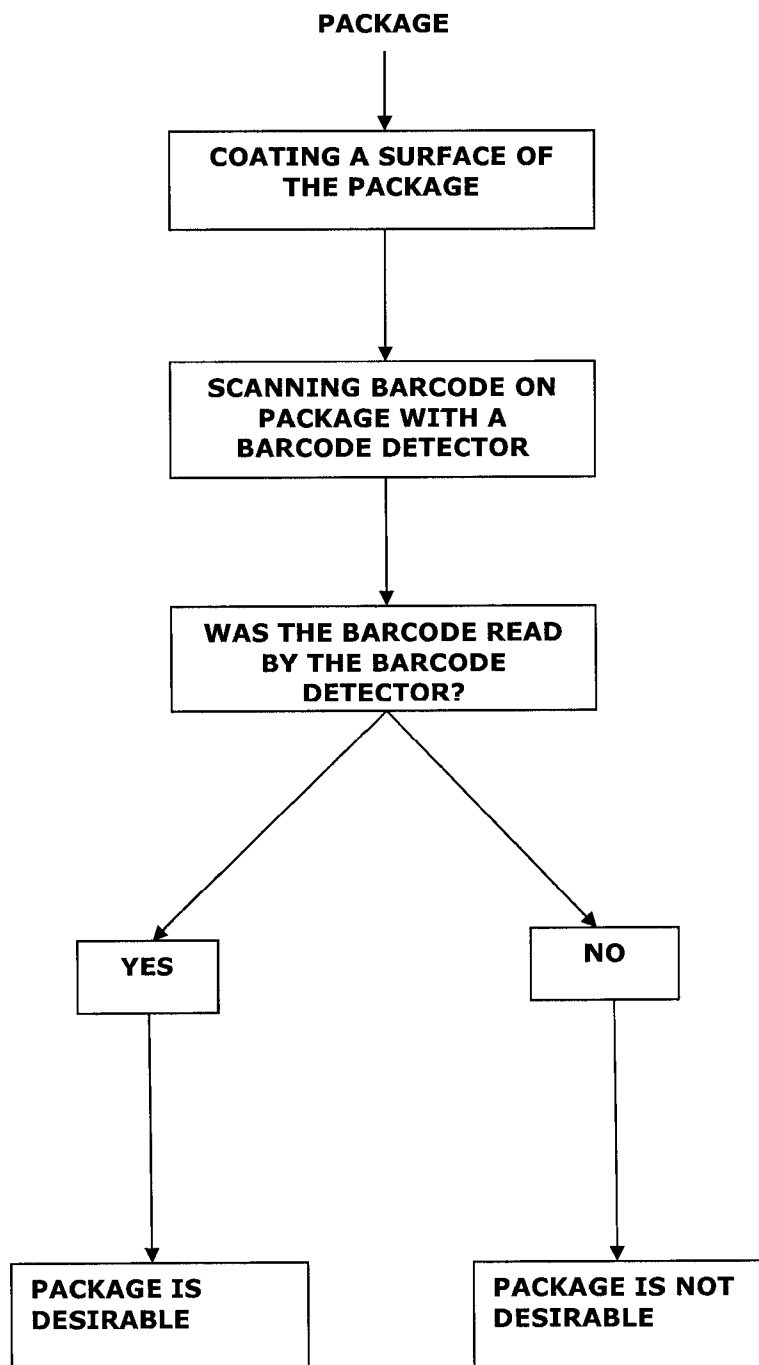 PACKAGE
COATING A SURFACE OF
THE PACKAGE
SCANNING BARCODE ON
PACKAGE WITH A
BARCODE DETECTOR
WAS THE BARCODE READ
BY THE BARCODE
DETECTOR?
YES
NO
PACKAGE IS
DESIRABLE
PACKAGE IS NOT
DESIRABLE